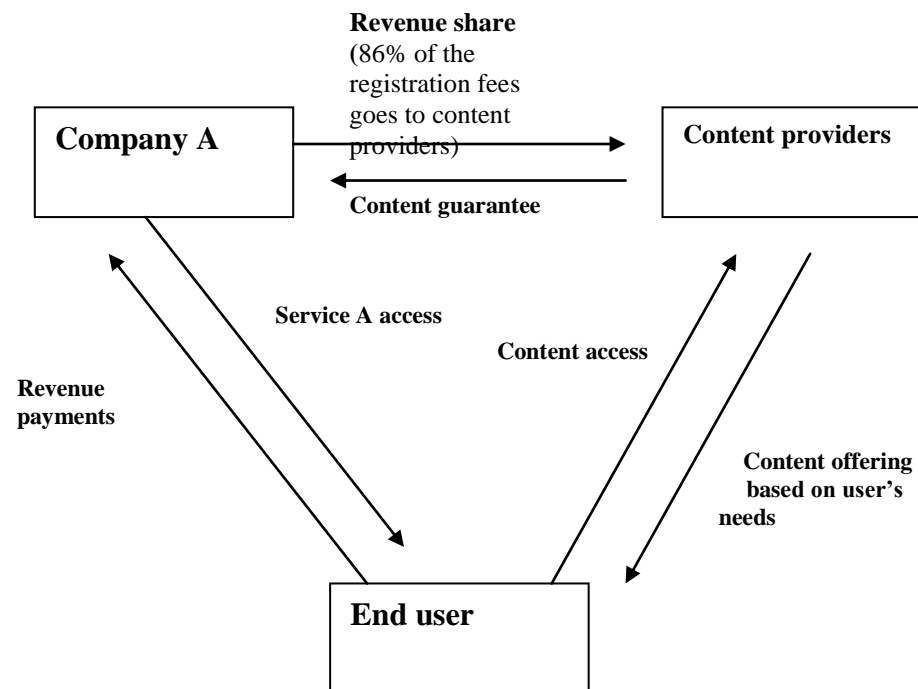 Revenue share
(86% of the
registration fees
goes to content
providers)
Company A
Content providers
Content guarantee
Service A access
Content access
Revenue
payments
Content offering
based on user’s
needs
End user